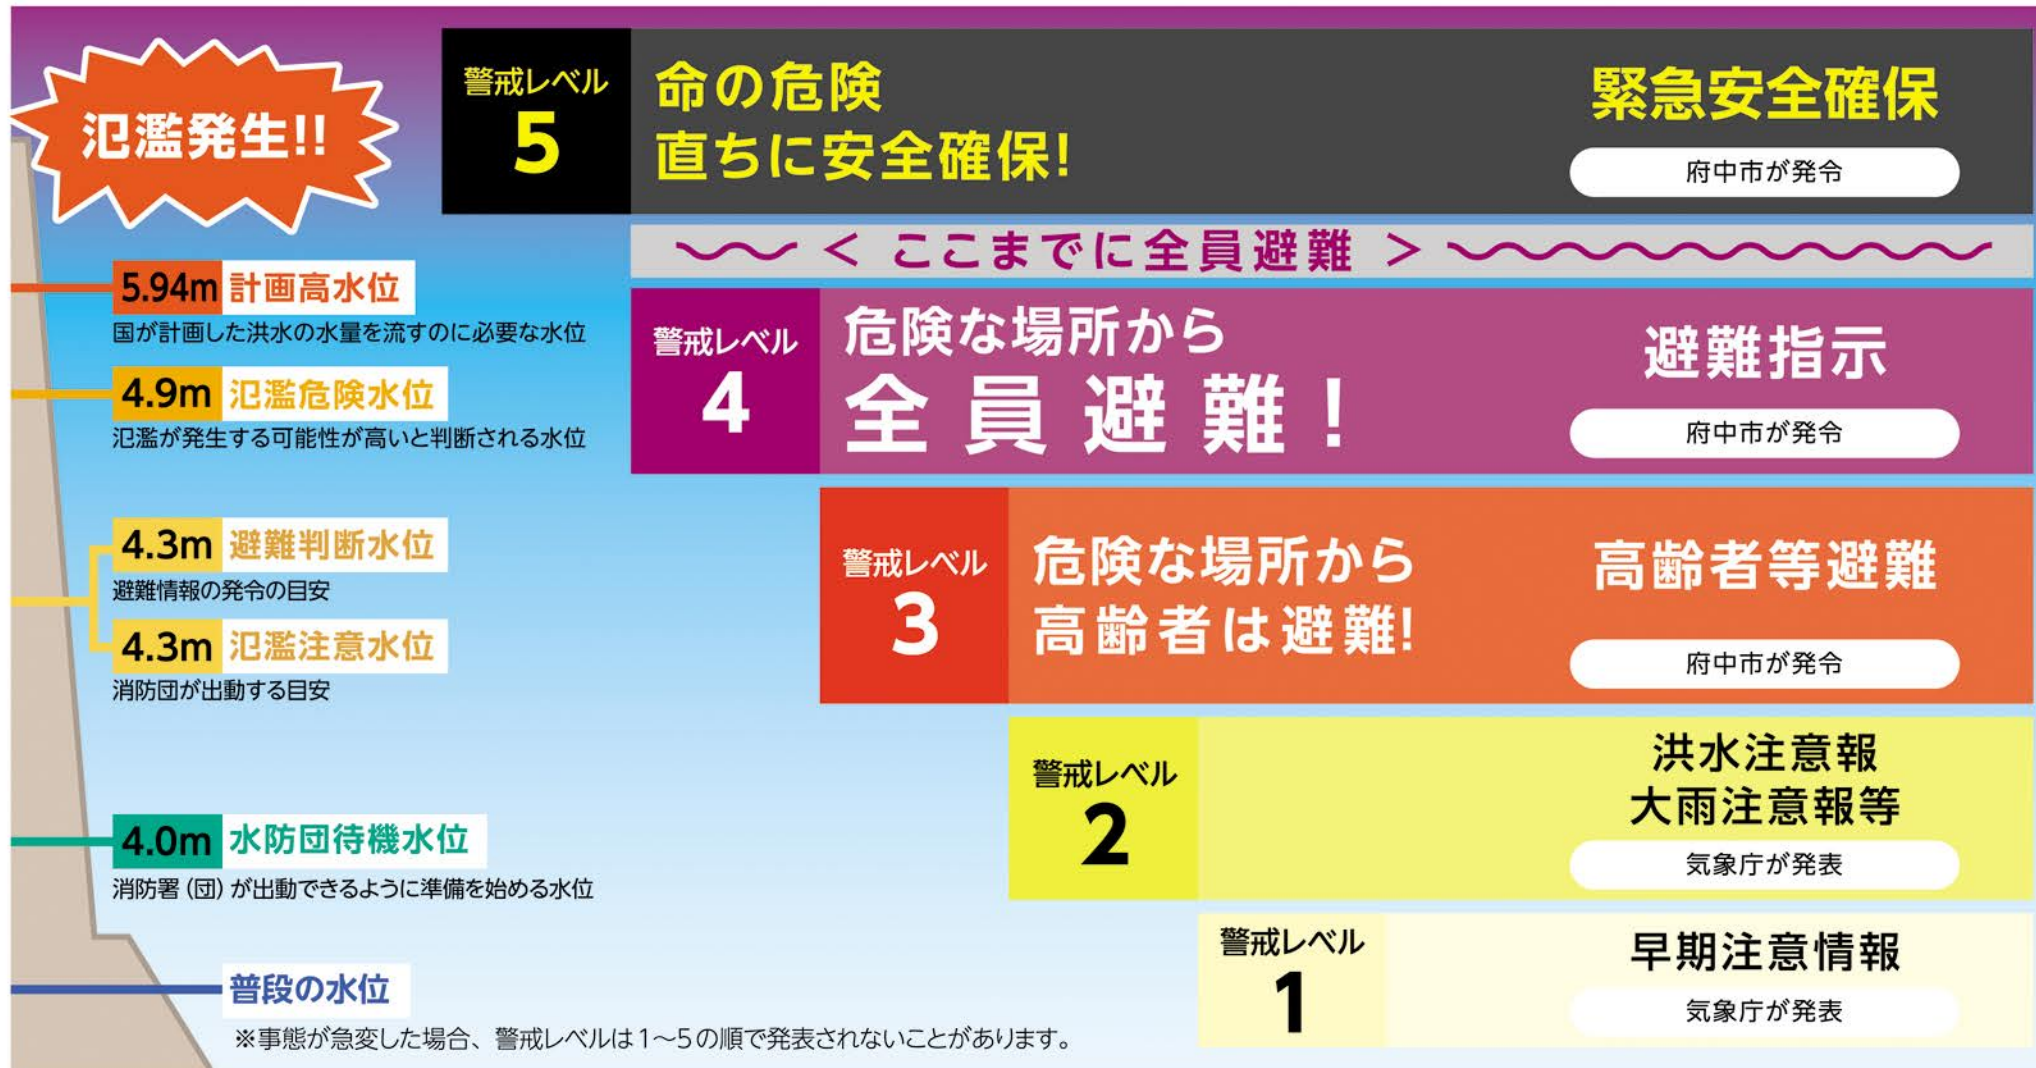 氾濫発生!!
警戒レベル
5
命の危険
直ちに安全確保!
緊急安全確保
府中市が発令
< ここまでに全員避難 >
5.94m 計画高水位
国が計画した洪水の水量を流すのに必要な水位
4.9m 氾濫危険水位
氾濫が発生する可能性が高いと判断される水位
警戒レベル
4
危険な場所から
全員避難!
避難指示
府中市が発令
4.3m 避難判断水位
避難情報の発令の目安
4.3m 氾濫注意水位
消防団が出動する目安
警戒レベル
3
危険な場所から
高齢者は避難!
高齢者等避難
府中市が発令
警戒レベル
2
洪水注意報
大雨注意報等
気象庁が発表
4.0m 水防団待機水位
消防署(団)が出動できるように準備を始める水位
警戒レベル
1
早期注意情報
気象庁が発表
普段の水位
※事態が急変した場合、警戒レベルは1〜5の順で発表されないことがあります。